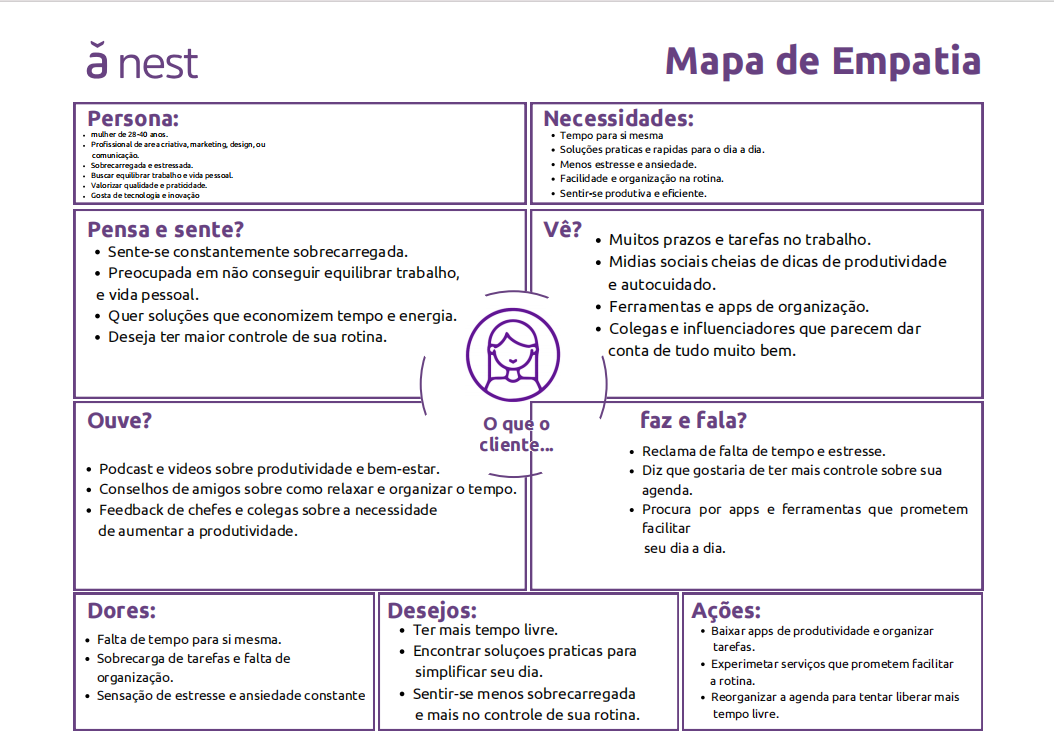 ă nest
Mapa de Empatia
Persona:
• mulher de 28-40 anos.
• Profissional de area criativa, marketing, design, ou
comunicação.
• Sobrecarregada e estressada.
• Buscar equilibrar trabalho e vida pessoal.
• Valorizar qualidade e praticidade.
• Gosta de tecnologia e inovação
Necessidades:
• Tempo para si mesma
• Soluções praticas e rapidas para o dia a dia.
• Menos estresse e ansiedade.
• Facilidade e organização na rotina.
• Sentir-se produtiva e eficiente.
Pensa e sente?
• Sente-se constantemente sobrecarregada.
• Preocupada em não conseguir equilibrar trabalho,
e vida pessoal.
• Quer soluções que economizem tempo e energia.
• Deseja ter maior controle de sua rotina.
Vê?
• Muitos prazos e tarefas no trabalho.
• Midias sociais cheias de dicas de produtividade
e autocuidado.
• Ferramentas e apps de organização.
• Colegas e influenciadores que parecem dar
conta de tudo muito bem.
O que o
cliente...
Ouve?
• Podcast e videos sobre produtividade e bem-estar.
• Conselhos de amigos sobre como relaxar e organizar o tempo.
• Feedback de chefes e colegas sobre a necessidade
de aumentar a produtividade.
faz e fala?
• Reclama de falta de tempo e estresse.
• Diz que gostaria de ter mais controle sobre sua
agenda.
• Procura por apps e ferramentas que prometem
facilitar
seu dia a dia.
Dores:
• Falta de tempo para si mesma.
• Sobrecarga de tarefas e falta de
organização.
• Sensação de estresse e ansiedade constante
Desejos:
• Ter mais tempo livre.
• Encontrar soluçoes praticas para
simplificar seu dia.
• Sentir-se menos sobrecarregada
e mais no controle de sua rotina.
Ações:
• Baixar apps de produtividade e organizar
tarefas.
• Experimetar serviços que prometem facilitar
a rotina.
• Reorganizar a agenda para tentar liberar mais
tempo livre.